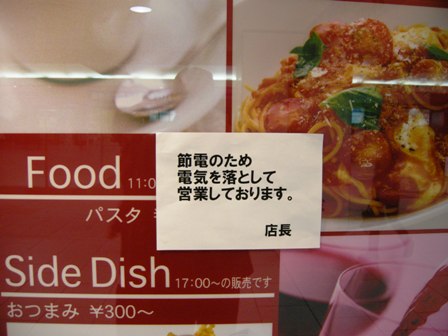 Food 11:0
パスタ
節電のため
電気を落として
営業しております。
店長
Side Dish 17:00〜の販売です
おつまみ ¥300〜